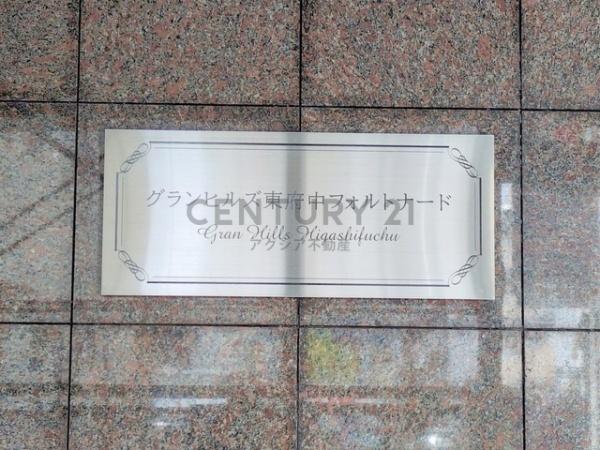 グランヒルズ東府中フォルトナード
CENTURY 21
Gran Hills Higashifuchu
アクシア不動産